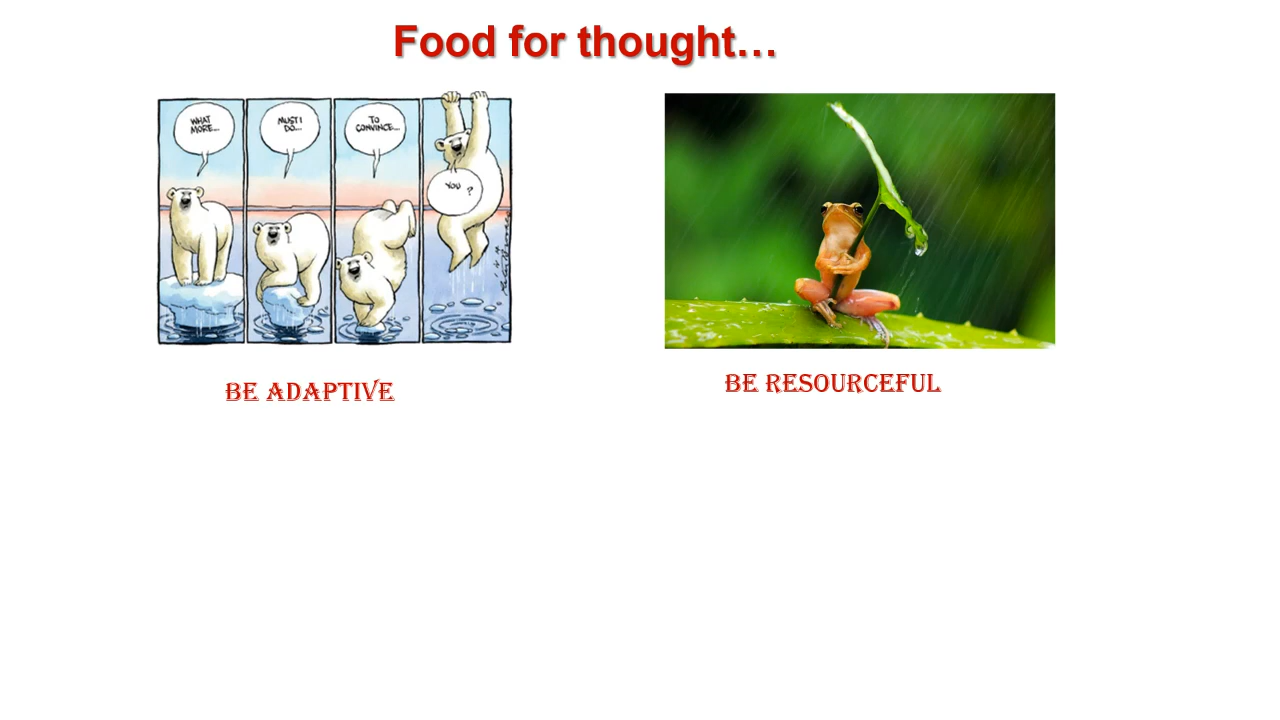 Food for thought…
WHAT
MORE...
MUST I
DO...
TO
CONVINCE...
YOU ?
BE ADAPTIVE
BE RESOURCEFUL